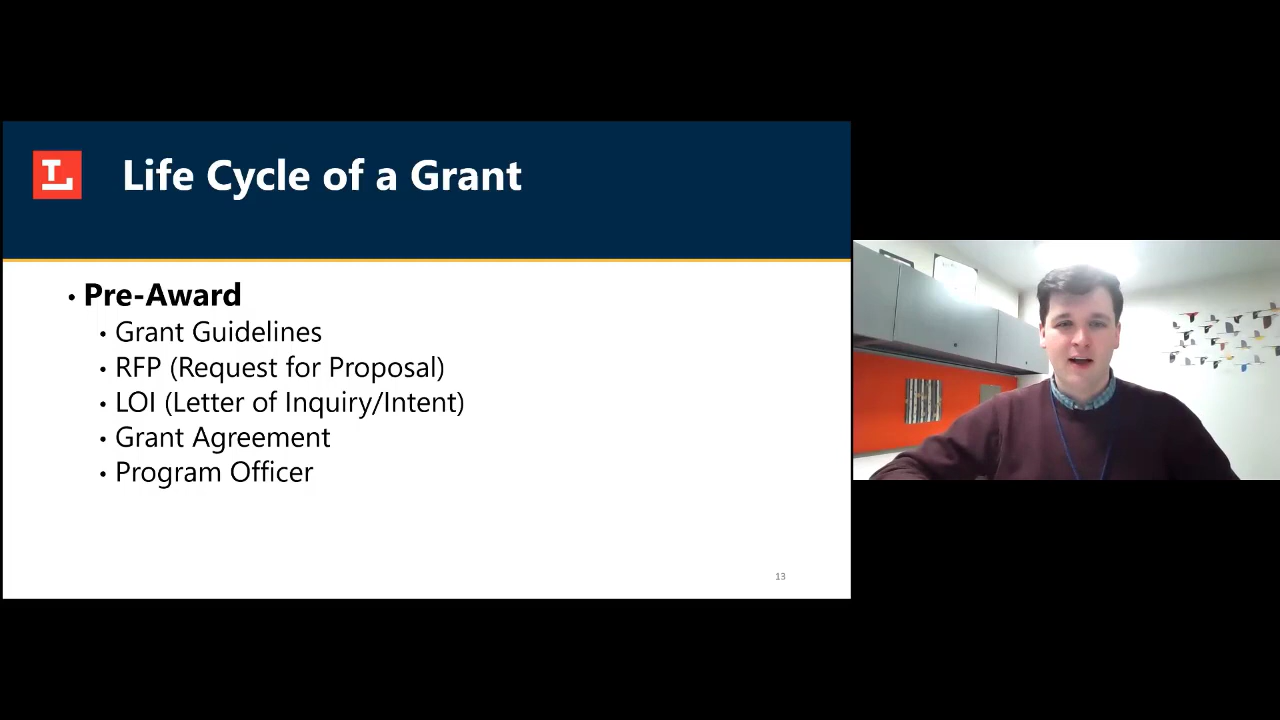 TL
Life Cycle of a Grant
• Pre-Award
• Grant Guidelines
• RFP (Request for Proposal)
• LOI (Letter of Inquiry/Intent)
• Grant Agreement
• Program Officer
13